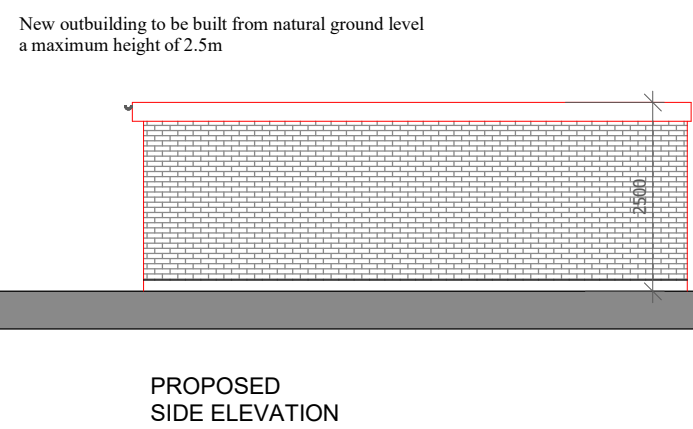 New outbuilding to be built from natural ground level
a maximum height of 2.5m
2500
PROPOSED
SIDE ELEVATION